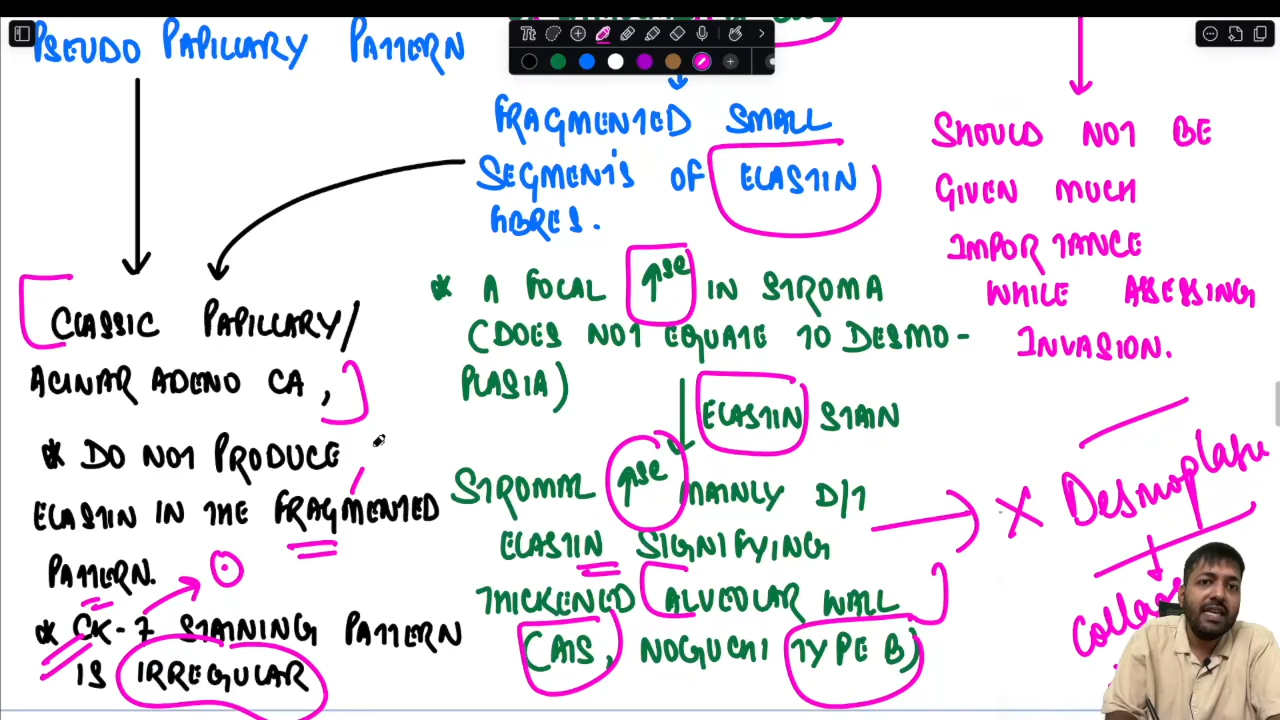 PSEUDO PAPILLARY PATTERN
FRAGMENTED SMALL
SEGMENTS OF ELASTIN
FIBRES.
SHOULD NOT BE
GIVEN MUCH
IMPORTANCE
WHILE ASSESSING
INVASION.
CLASSIC PAPILLARY/
ACINAR ADENO CA,
* DO NOT PRODUCE
ELASTIN IN THE FRAGMENTED
PATTERN.
* CK-7 STAINING PATTERN
IS IRREGULAR
* A FOCAL ↑se IN STROMA
(DOES NOT EQUATE TO DESMO-
PLASIA)
ELASTIN STAIN
STROMAL ↑se MAINLY D/T
ELASTIN SIGNIFYING
THICKENED ALVEOLAR WALL
(AIS, NOGUCHI TYPE B)
X Desmoplasia
Tt